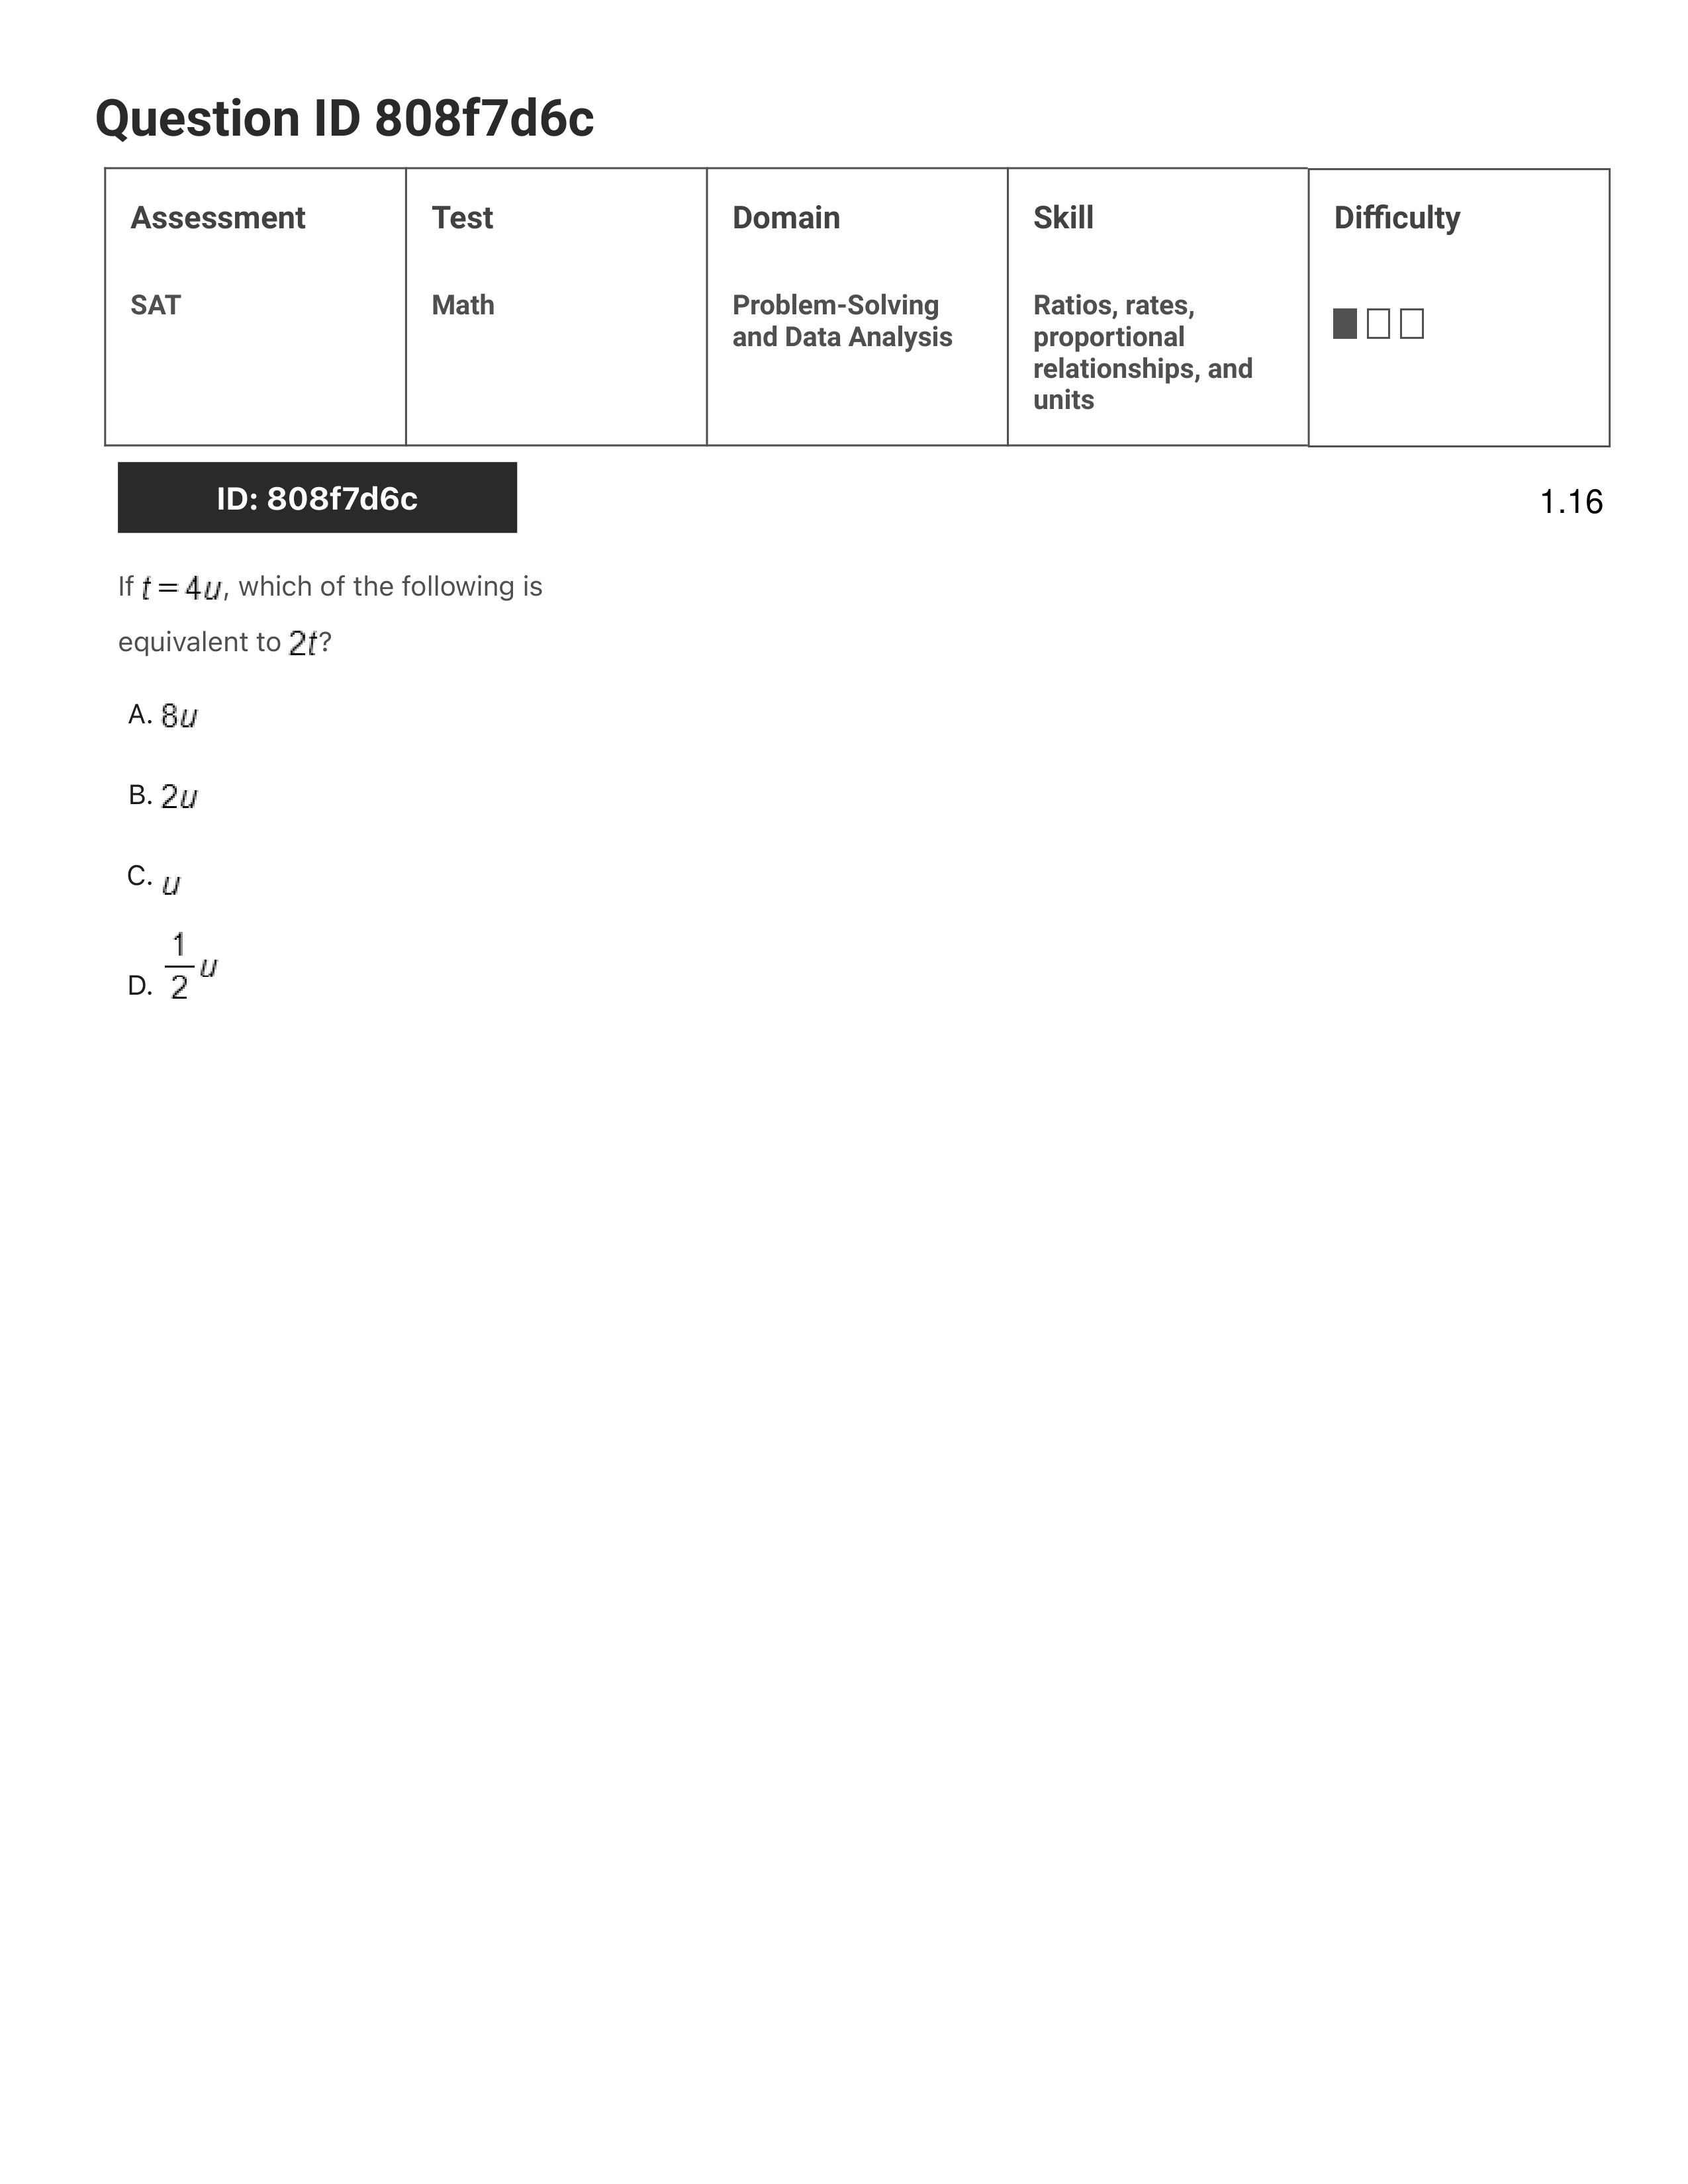 Question ID 808f7d6c
Assessment
Test
Domain
Skill
Difficulty
SAT
Math
Problem-Solving
and Data Analysis
Ratios, rates,
proportional
relationships, and
units
ID: 808f7d6c
1.16
If t = 4u, which of the following is
equivalent to 2t?
A. 8u
B. 2u
C. u
D. 1/2 u